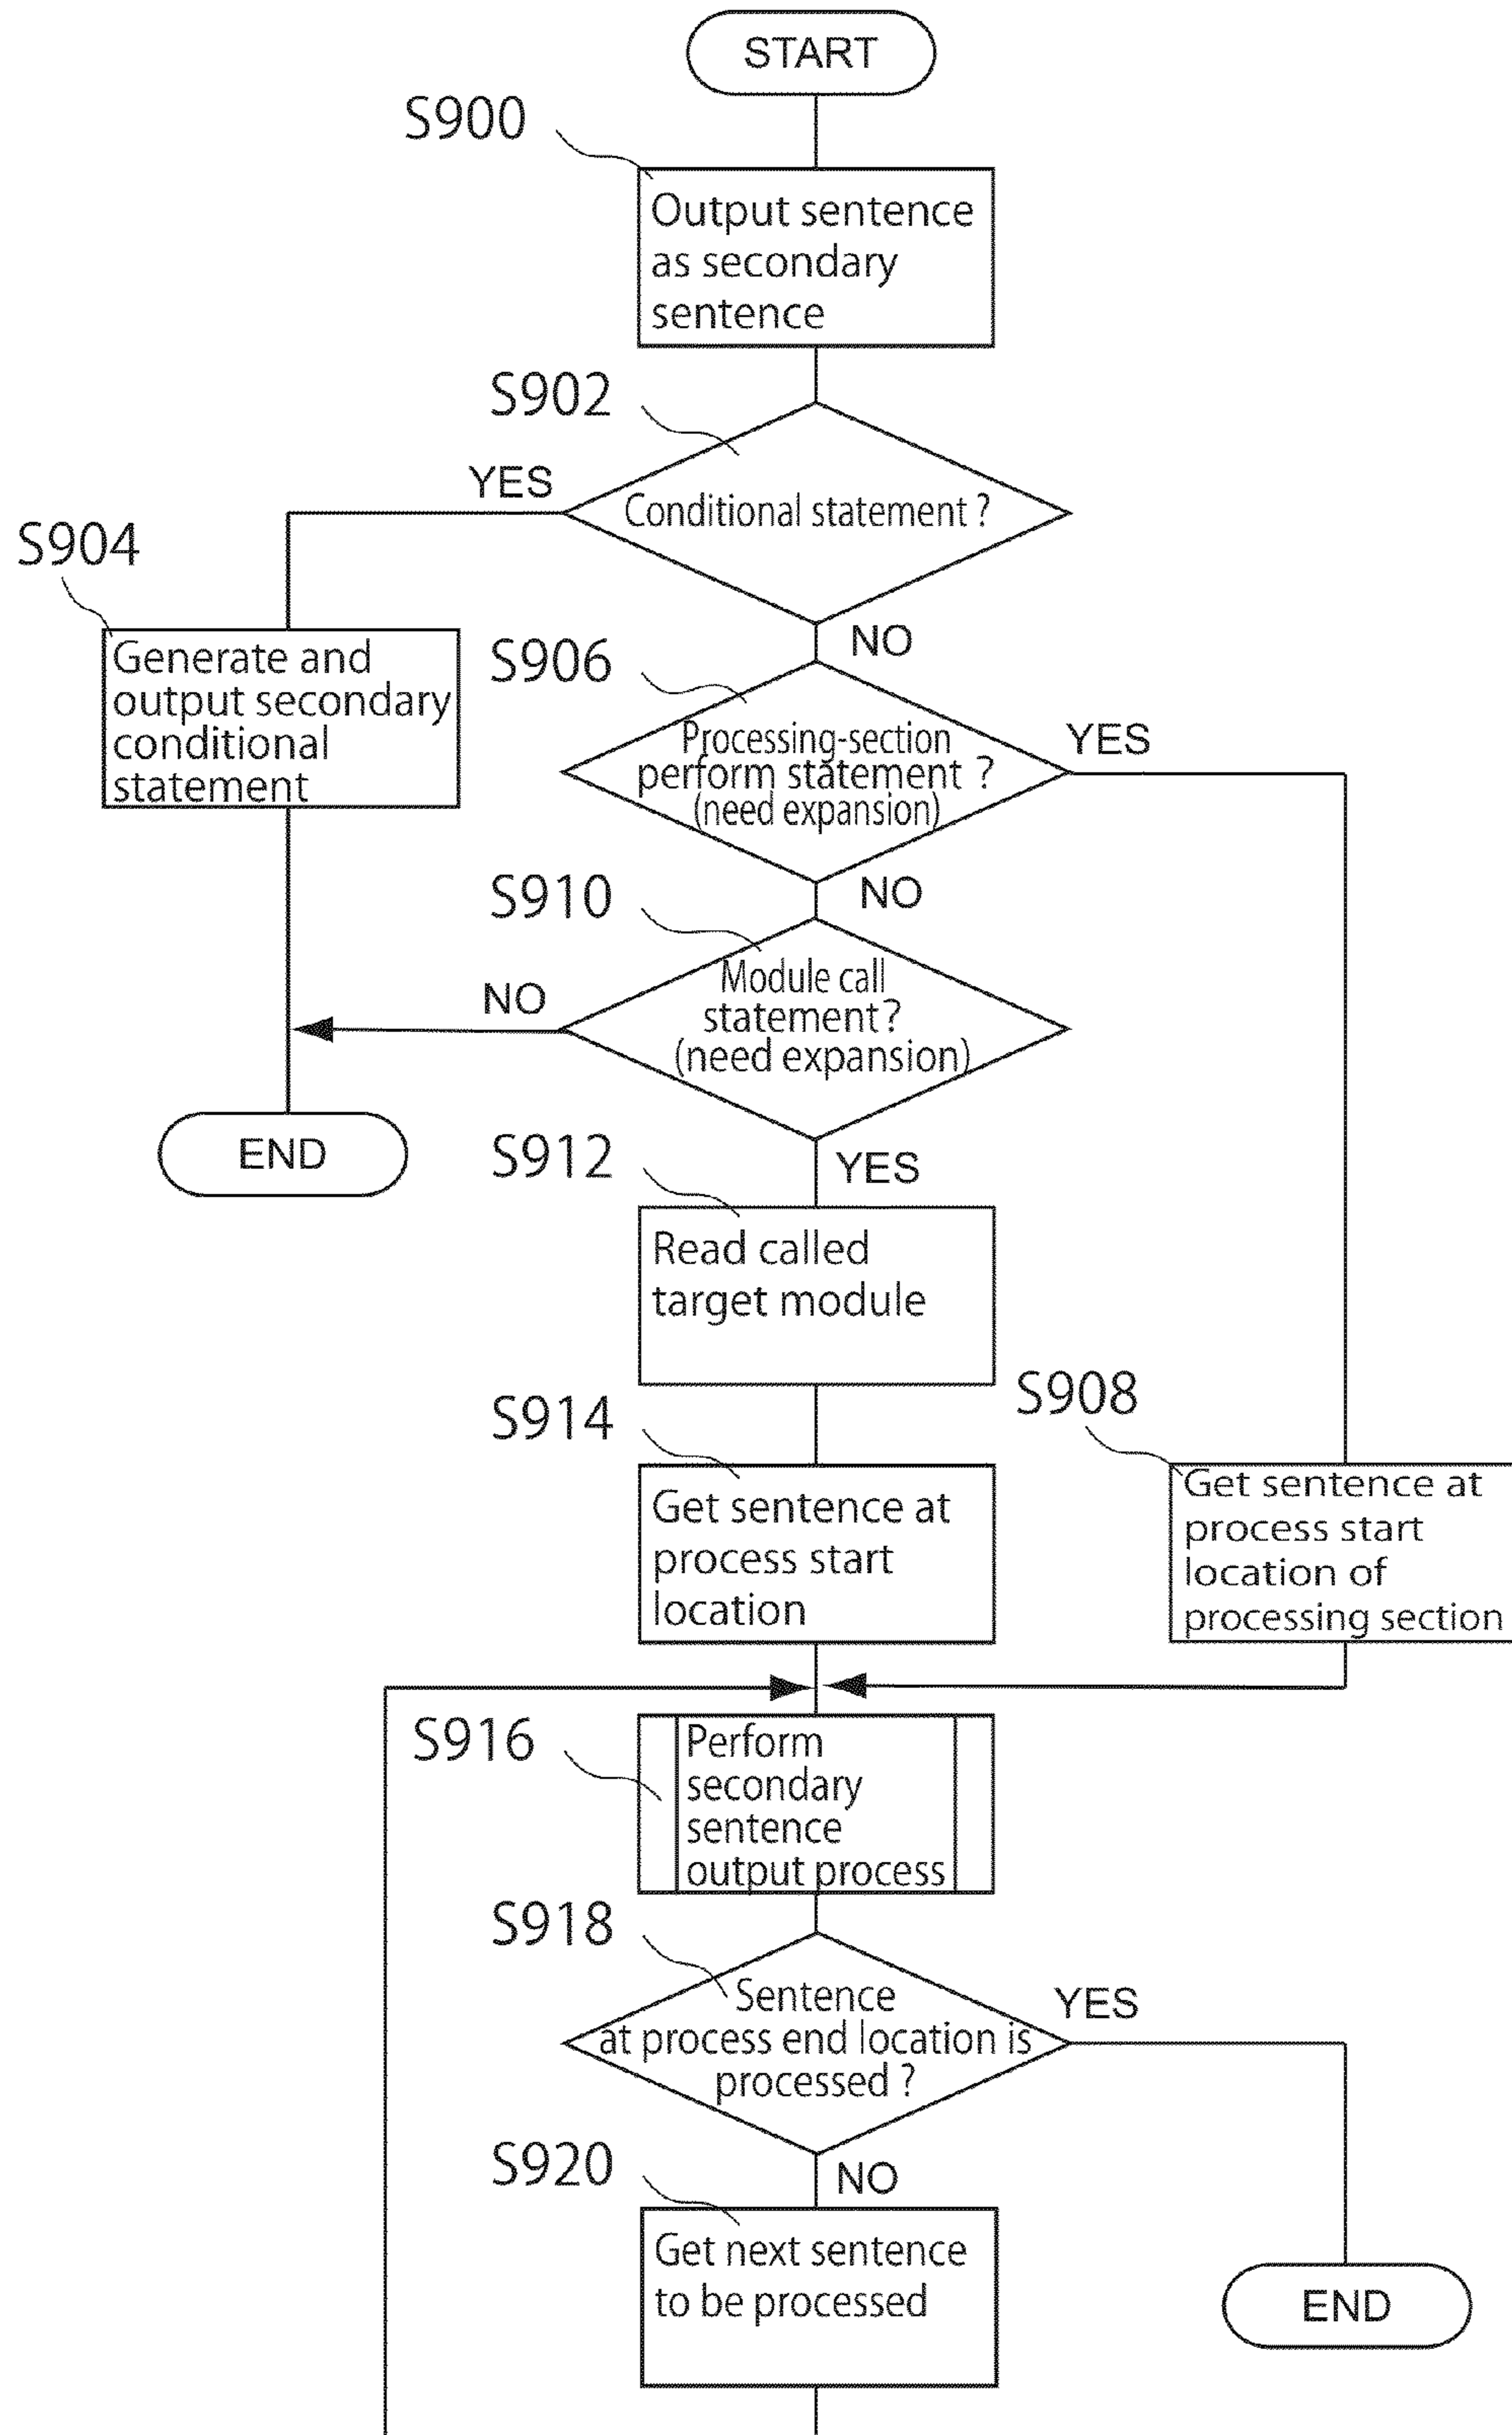 START
S900
Output sentence
as secondary
sentence
S902
YES
Conditional statement ?
S904
NO
Generate and
output secondary
conditional
statement
S906
Processing-section
perform statement ?
(need expansion)
YES
S910
NO
Module call
statement?
(need expansion)
NO
END
S912
YES
Read called
target module
S914
Get sentence at
process start
location
S908
Get sentence at
process start
location of
processing section
S916
Perform
secondary
sentence
output process
S918
Sentence
at process end location is
processed ?
YES
S920
NO
Get next sentence
to be processed
END